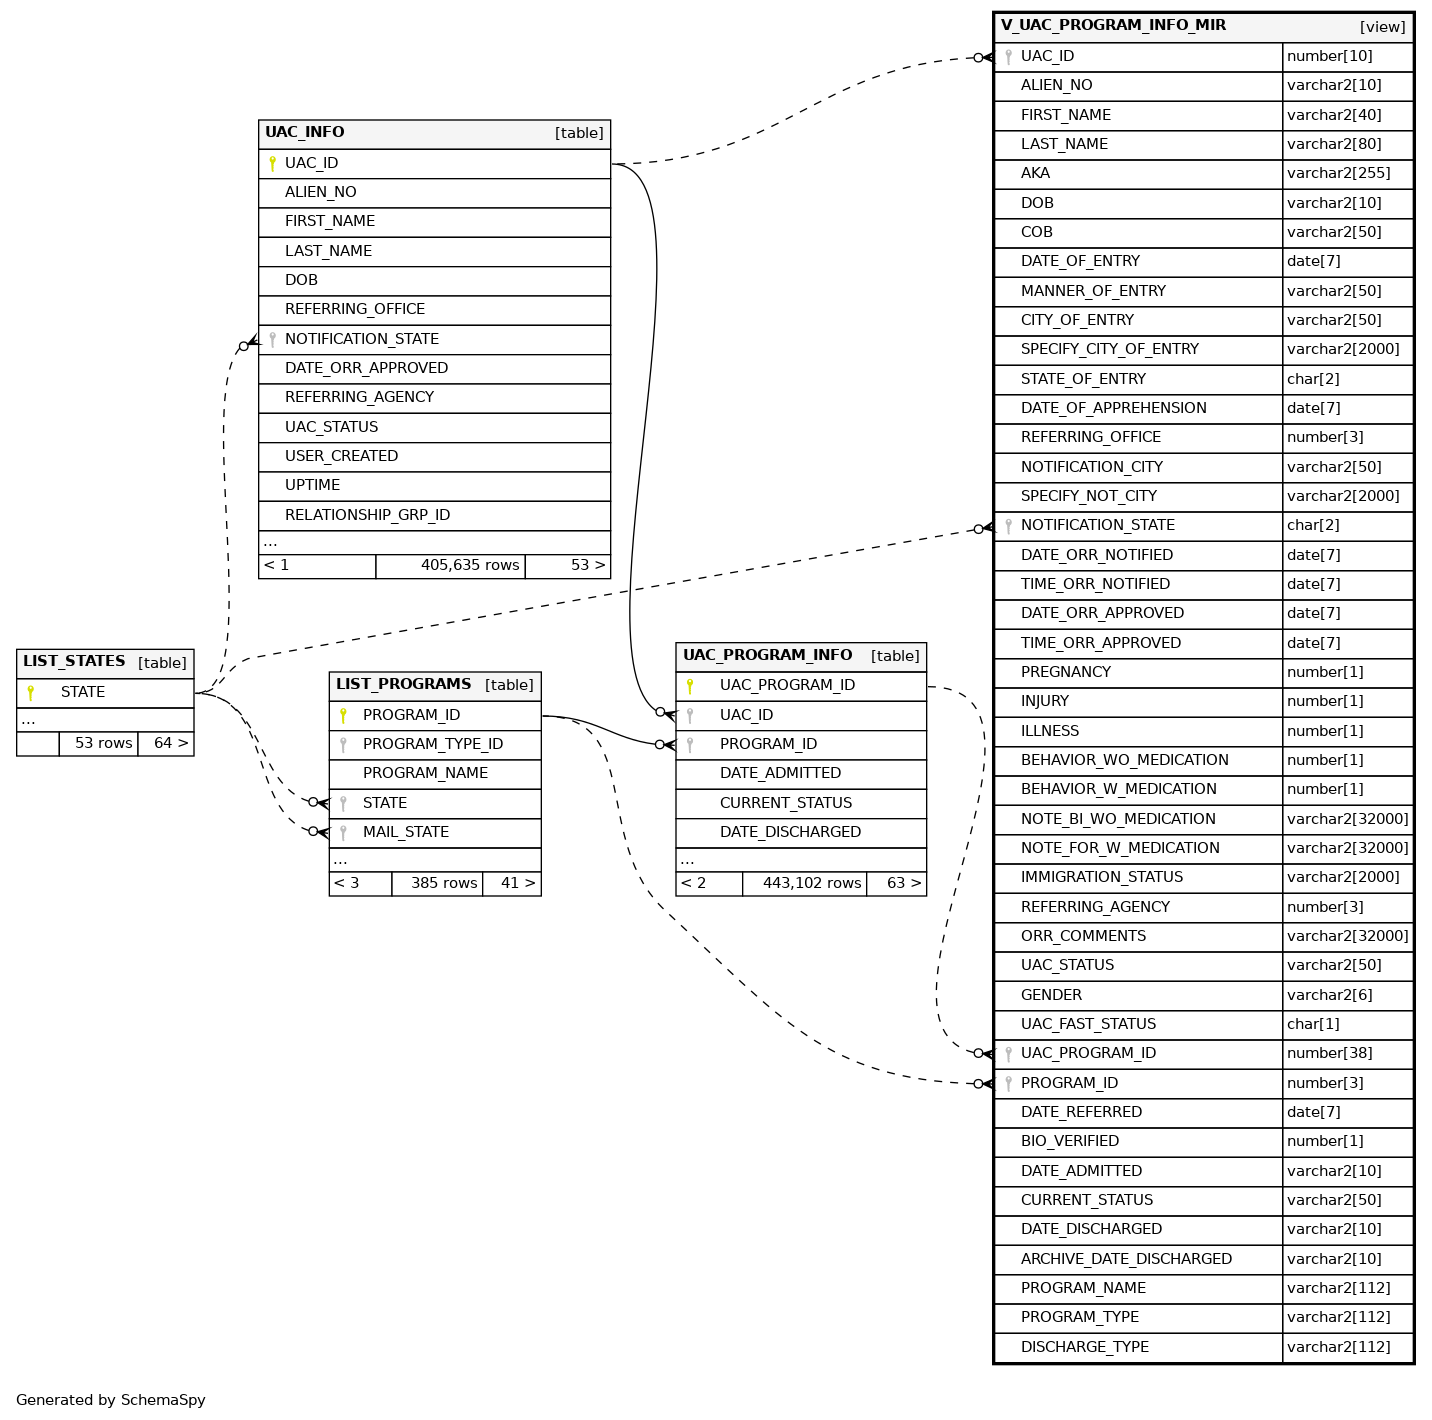 V_UAC_PROGRAM_INFO_MIR [view]
UAC_ID number[10]
ALIEN_NO varchar2[10]
FIRST_NAME varchar2[40]
LAST_NAME varchar2[80]
AKA varchar2[255]
DOB varchar2[10]
COB varchar2[50]
DATE_OF_ENTRY date[7]
MANNER_OF_ENTRY varchar2[50]
CITY_OF_ENTRY varchar2[50]
SPECIFY_CITY_OF_ENTRY varchar2[2000]
STATE_OF_ENTRY char[2]
DATE_OF_APPREHENSION date[7]
REFERRING_OFFICE number[3]
NOTIFICATION_CITY varchar2[50]
SPECIFY_NOT_CITY varchar2[2000]
NOTIFICATION_STATE char[2]
DATE_ORR_NOTIFIED date[7]
TIME_ORR_NOTIFIED date[7]
DATE_ORR_APPROVED date[7]
TIME_ORR_APPROVED date[7]
PREGNANCY number[1]
INJURY number[1]
ILLNESS number[1]
BEHAVIOR_WO_MEDICATION number[1]
BEHAVIOR_W_MEDICATION number[1]
NOTE_BI_WO_MEDICATION varchar2[32000]
NOTE_FOR_W_MEDICATION varchar2[32000]
IMMIGRATION_STATUS varchar2[2000]
REFERRING_AGENCY number[3]
ORR_COMMENTS varchar2[32000]
UAC_STATUS varchar2[50]
GENDER varchar2[6]
UAC_FAST_STATUS char[1]
UAC_PROGRAM_ID number[38]
PROGRAM_ID number[3]
DATE_REFERRED date[7]
BIO_VERIFIED number[1]
DATE_ADMITTED varchar2[10]
CURRENT_STATUS varchar2[50]
DATE_DISCHARGED varchar2[10]
ARCHIVE_DATE_DISCHARGED varchar2[10]
PROGRAM_NAME varchar2[112]
PROGRAM_TYPE varchar2[112]
DISCHARGE_TYPE varchar2[112]
UAC_INFO [table]
UAC_ID
ALIEN_NO
FIRST_NAME
LAST_NAME
DOB
REFERRING_OFFICE
NOTIFICATION_STATE
DATE_ORR_APPROVED
REFERRING_AGENCY
UAC_STATUS
USER_CREATED
UPTIME
RELATIONSHIP_GRP_ID
...
< 1 405,635 rows 53 >
LIST_STATES [table]
STATE
...
53 rows 64 >
LIST_PROGRAMS [table]
PROGRAM_ID
PROGRAM_TYPE_ID
PROGRAM_NAME
STATE
MAIL_STATE
...
< 3 385 rows 41 >
UAC_PROGRAM_INFO [table]
UAC_PROGRAM_ID
UAC_ID
PROGRAM_ID
DATE_ADMITTED
CURRENT_STATUS
DATE_DISCHARGED
...
< 2 443,102 rows 63 >
Generated by SchemaSpy